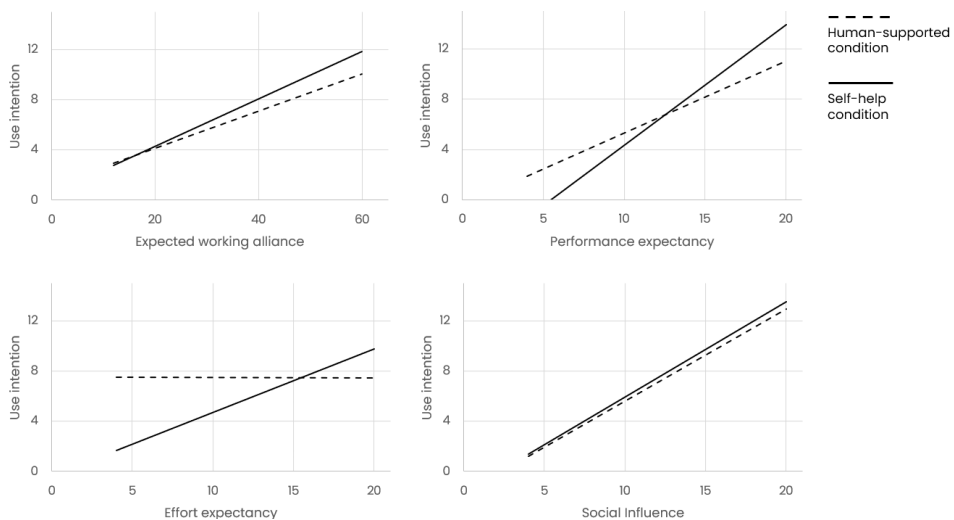 12
8
4
0
Use intention
0 20 40 60
Expected working alliance
12
8
4
0
Use intention
0 5 10 15 20
Performance expectancy
Human-supported
condition
Self-help
condition
12
8
4
0
Use intention
0 5 10 15 20
Effort expectancy
12
8
4
0
Use intention
0 5 10 15 20
Social Influence